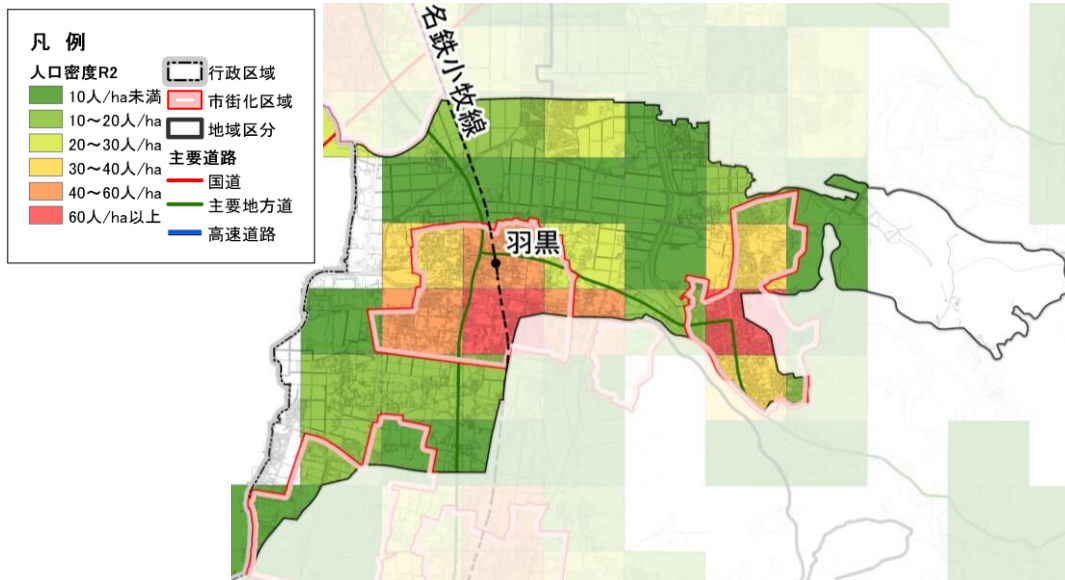 凡 例
人口密度R2
10人/ha未満
10~20人/ha
20~30人/ha
30~40人/ha
40~60人/ha
60人/ha以上
行政区域
市街化区域
地域区分
主要道路
国道
主要地方道
高速道路
名鉄小牧線
羽黒